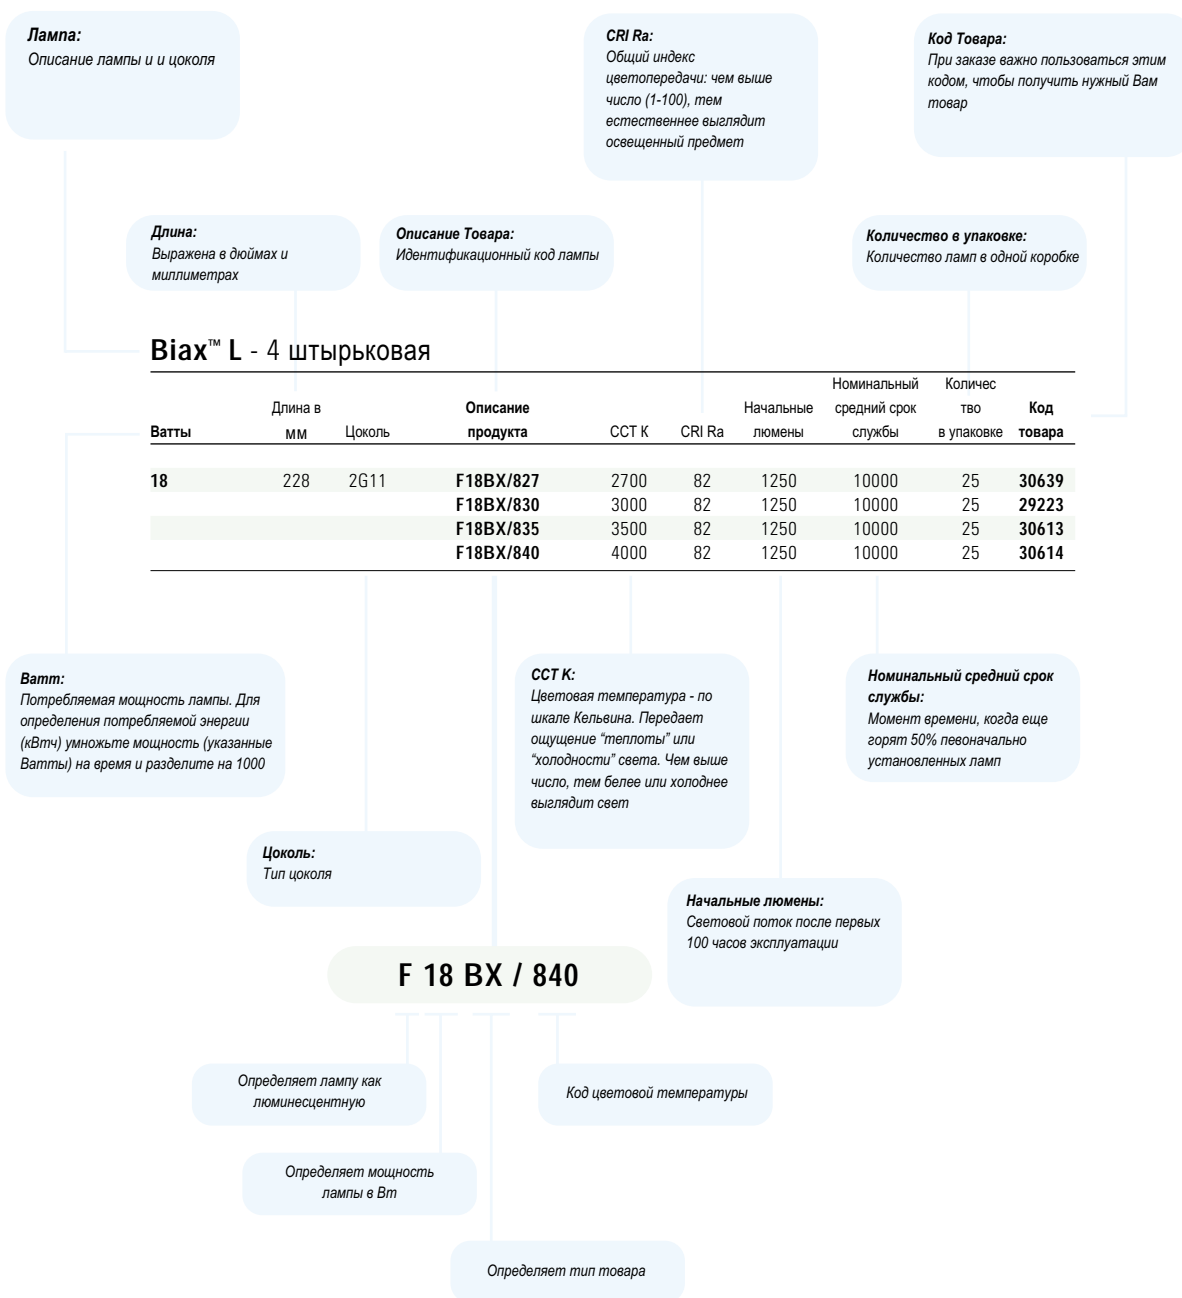 Лампа:
Описание лампы и и цоколя
CRI Ra:
Общий индекс
цветопередачи: чем выше
число (1-100), тем
естественнее выглядит
освещенный предмет
Код Товара:
При заказе важно пользоваться этим
кодом, чтобы получить нужный Вам
товар
Длина:
Выражена в дюймах и
миллиметрах
Описание Товара:
Идентификационный код лампы
Количество в упаковке:
Количество ламп в одной коробке
Biax™ L - 4 штырьковая
Ватты
Длина в
мм
Цоколь
Описание
продукта
CCT K
CRI Ra
Начальные
люмены
Номинальный
средний срок
службы
Количес
тво
в упаковке
Код
товара
18 228 2G11 F18BX/827 2700 82 1250 10000 25 30639
F18BX/830 3000 82 1250 10000 25 29223
F18BX/835 3500 82 1250 10000 25 30613
F18BX/840 4000 82 1250 10000 25 30614
Ватт:
Потребляемая мощность лампы. Для
определения потребляемой энергии
(кВтч) умножьте мощность (указанные
Ватты) на время и разделите на 1000
CCT K:
Цветовая температура - по
шкале Кельвина. Передает
ощущение “теплоты” или
“холодности” света. Чем выше
число, тем белее или холоднее
выглядит свет
Номинальный средний срок
службы:
Момент времени, когда еще
горят 50% певоначально
установленных ламп
Цоколь:
Тип цоколя
Начальные люмены:
Световой поток после первых
100 часов эксплуатации
F 18 BX / 840
Определяет лампу как
люминесцентную
Код цветовой температуры
Определяет мощность
лампы в Вт
Определяет тип товара